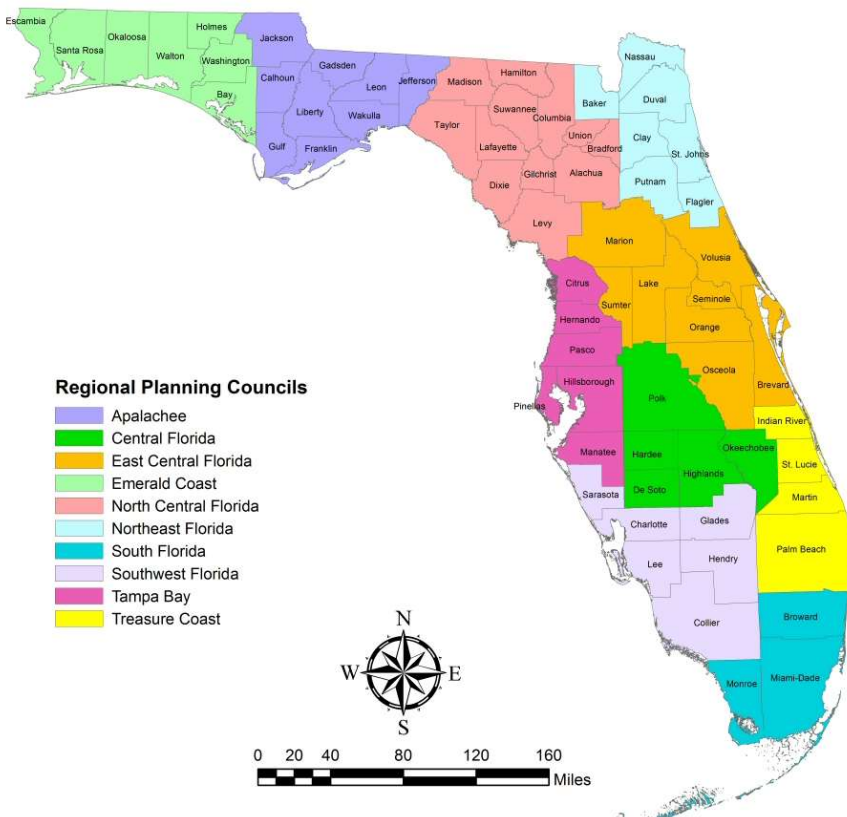 Escambia
Santa Rosa
Okaloosa
Walton
Holmes
Washington
Bay
Jackson
Calhoun
Gulf
Liberty
Gadsden
Leon
Jefferson
Wakulla
Franklin
Madison
Hamilton
Taylor
Suwannee
Columbia
Lafayette
Union
Bradford
Dixie
Gilchrist
Alachua
Levy
Baker
Nassau
Duval
Clay
St. Johns
Putnam
Flagler
Marion
Volusia
Citrus
Sumter
Lake
Seminole
Hernando
Orange
Pasco
Osceola
Brevard
Hillsborough
Pinellas
Polk
Indian River
Manatee
Hardee
Highlands
Okeechobee
St. Lucie
Sarasota
De Soto
Martin
Charlotte
Glades
Lee
Hendry
Palm Beach
Collier
Broward
Monroe
Miami-Dade
Regional Planning Councils
Apalachee
Central Florida
East Central Florida
Emerald Coast
North Central Florida
Northeast Florida
South Florida
Southwest Florida
Tampa Bay
Treasure Coast
N
W E
S
0 20 40 80 120 160
Miles